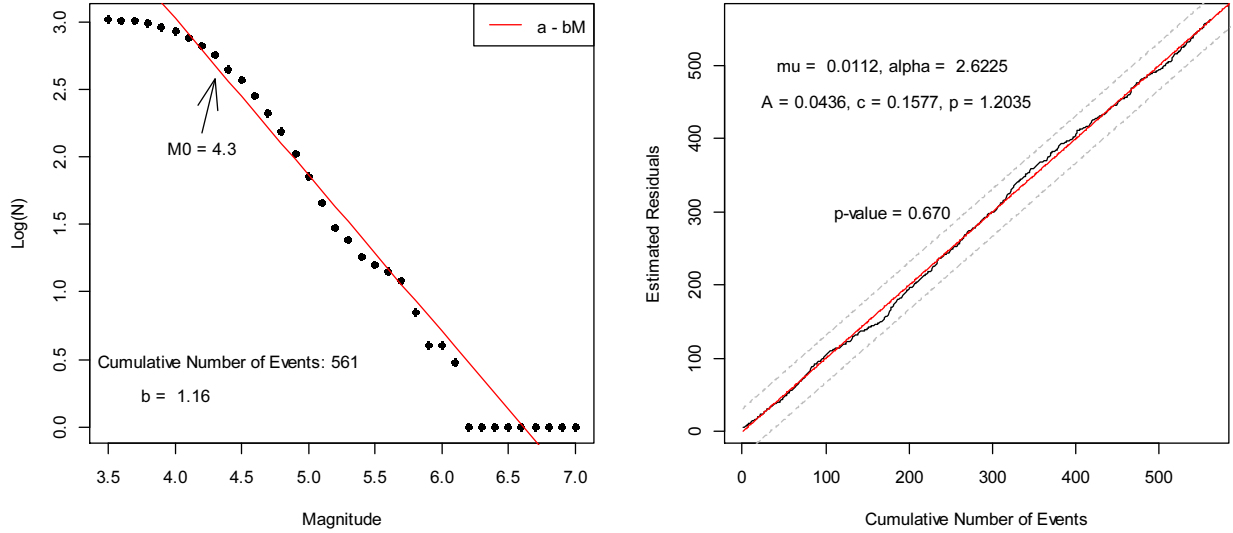 3.0
2.5
2.0
1.5
1.0
0.5
0.0
Log(N)
a - bM
M0 = 4.3
Cumulative Number of Events: 561
b = 1.16
3.5 4.0 4.5 5.0 5.5 6.0 6.5 7.0
Magnitude
500
400
300
200
100
0
Estimated Residuals
mu = 0.0112, alpha = 2.6225
A = 0.0436, c = 0.1577, p = 1.2035
p-value = 0.670
0 100 200 300 400 500
Cumulative Number of Events